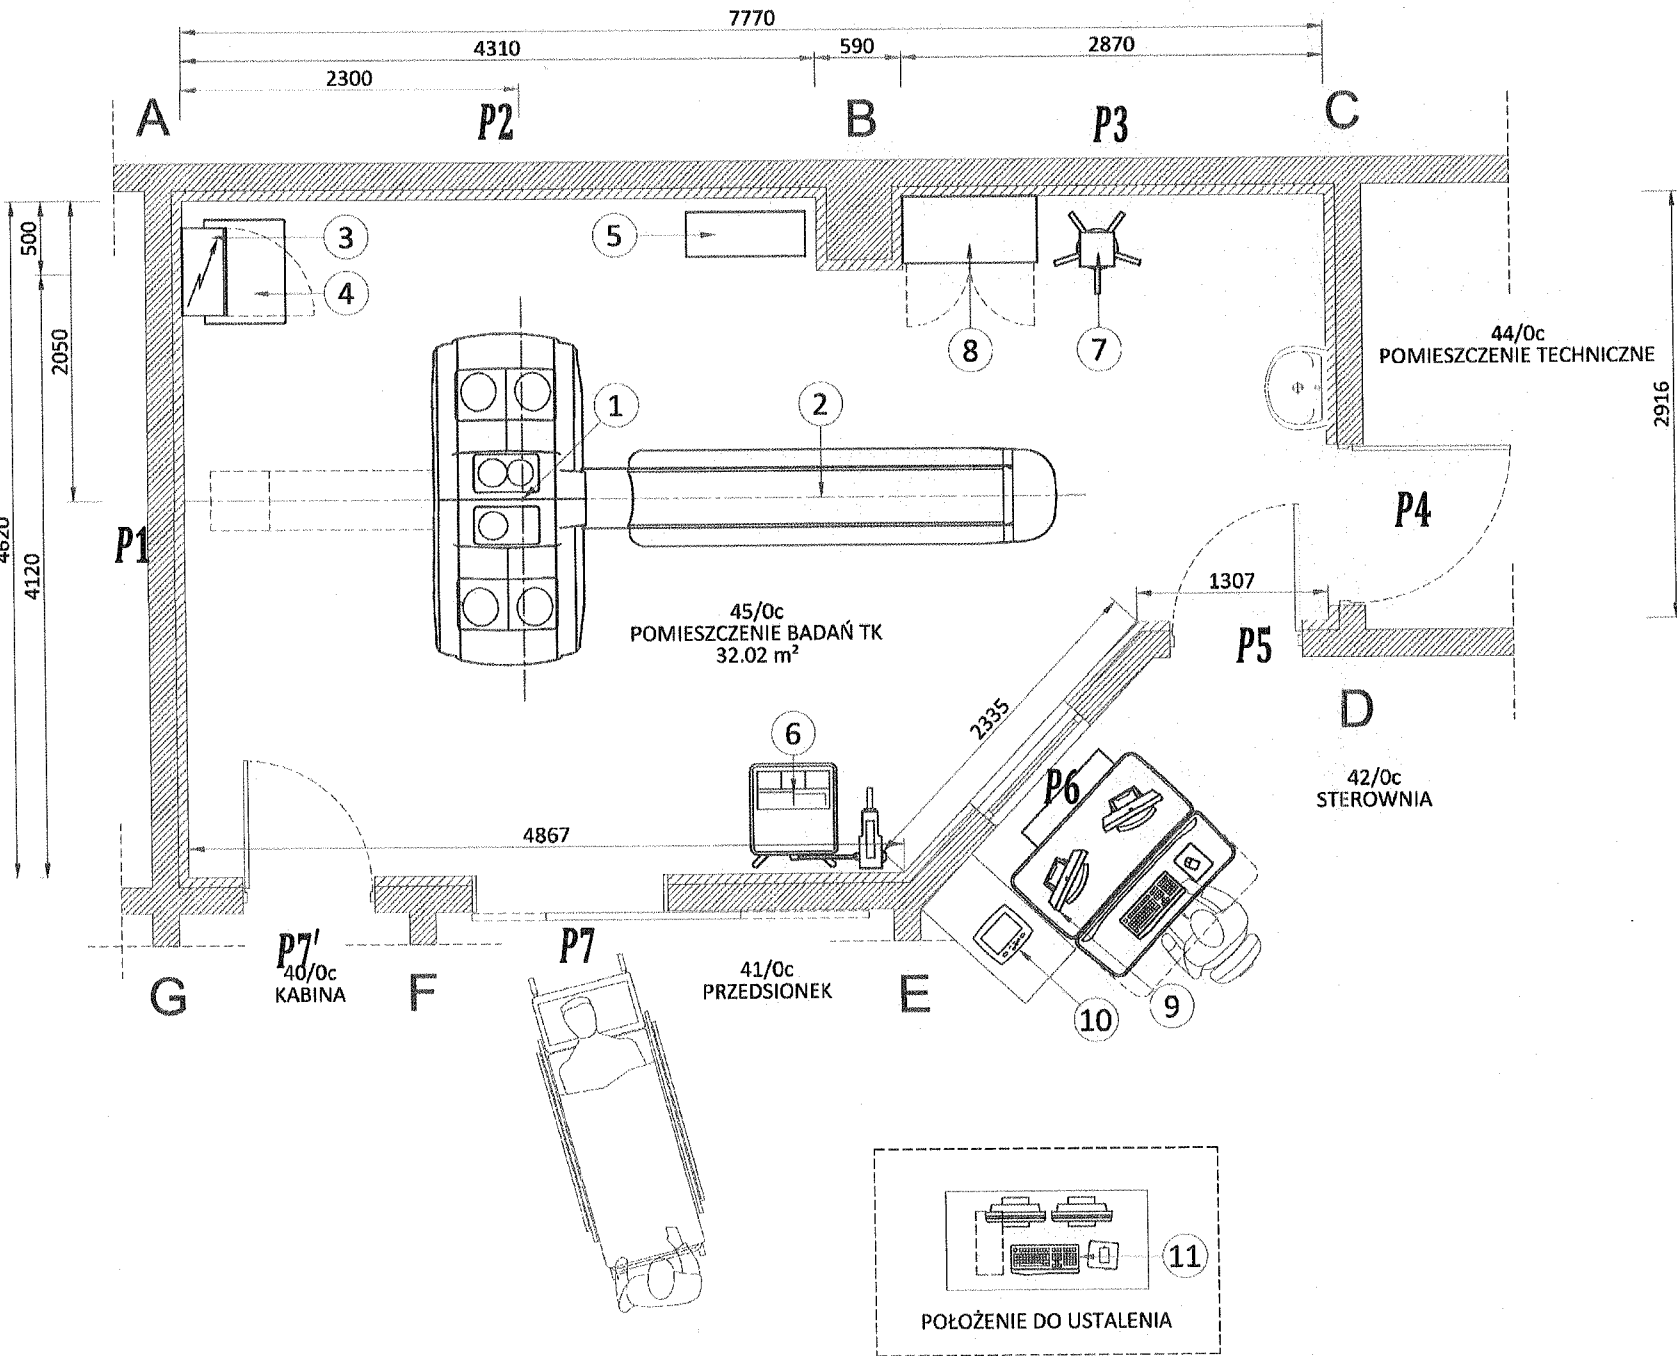 7770
4310
590
2870
2300
A
P2
B
P3
C
500
3
5
4
2050
8
7
44/0c
POMIESZCZENIE TECHNICZNE
2916
1
2
P1
4620
4120
P4
1307
45/0c
POMIESZCZENIE BADAŃ TK
32.02 m²
P5
2335
D
6
P6
42/0c
STEROWNIA
4867
P7'
40/0c
KABINA
P7
41/0c
PRZEDSIONEK
G
F
E
9
10
11
POŁOŻENIE DO USTALENIA